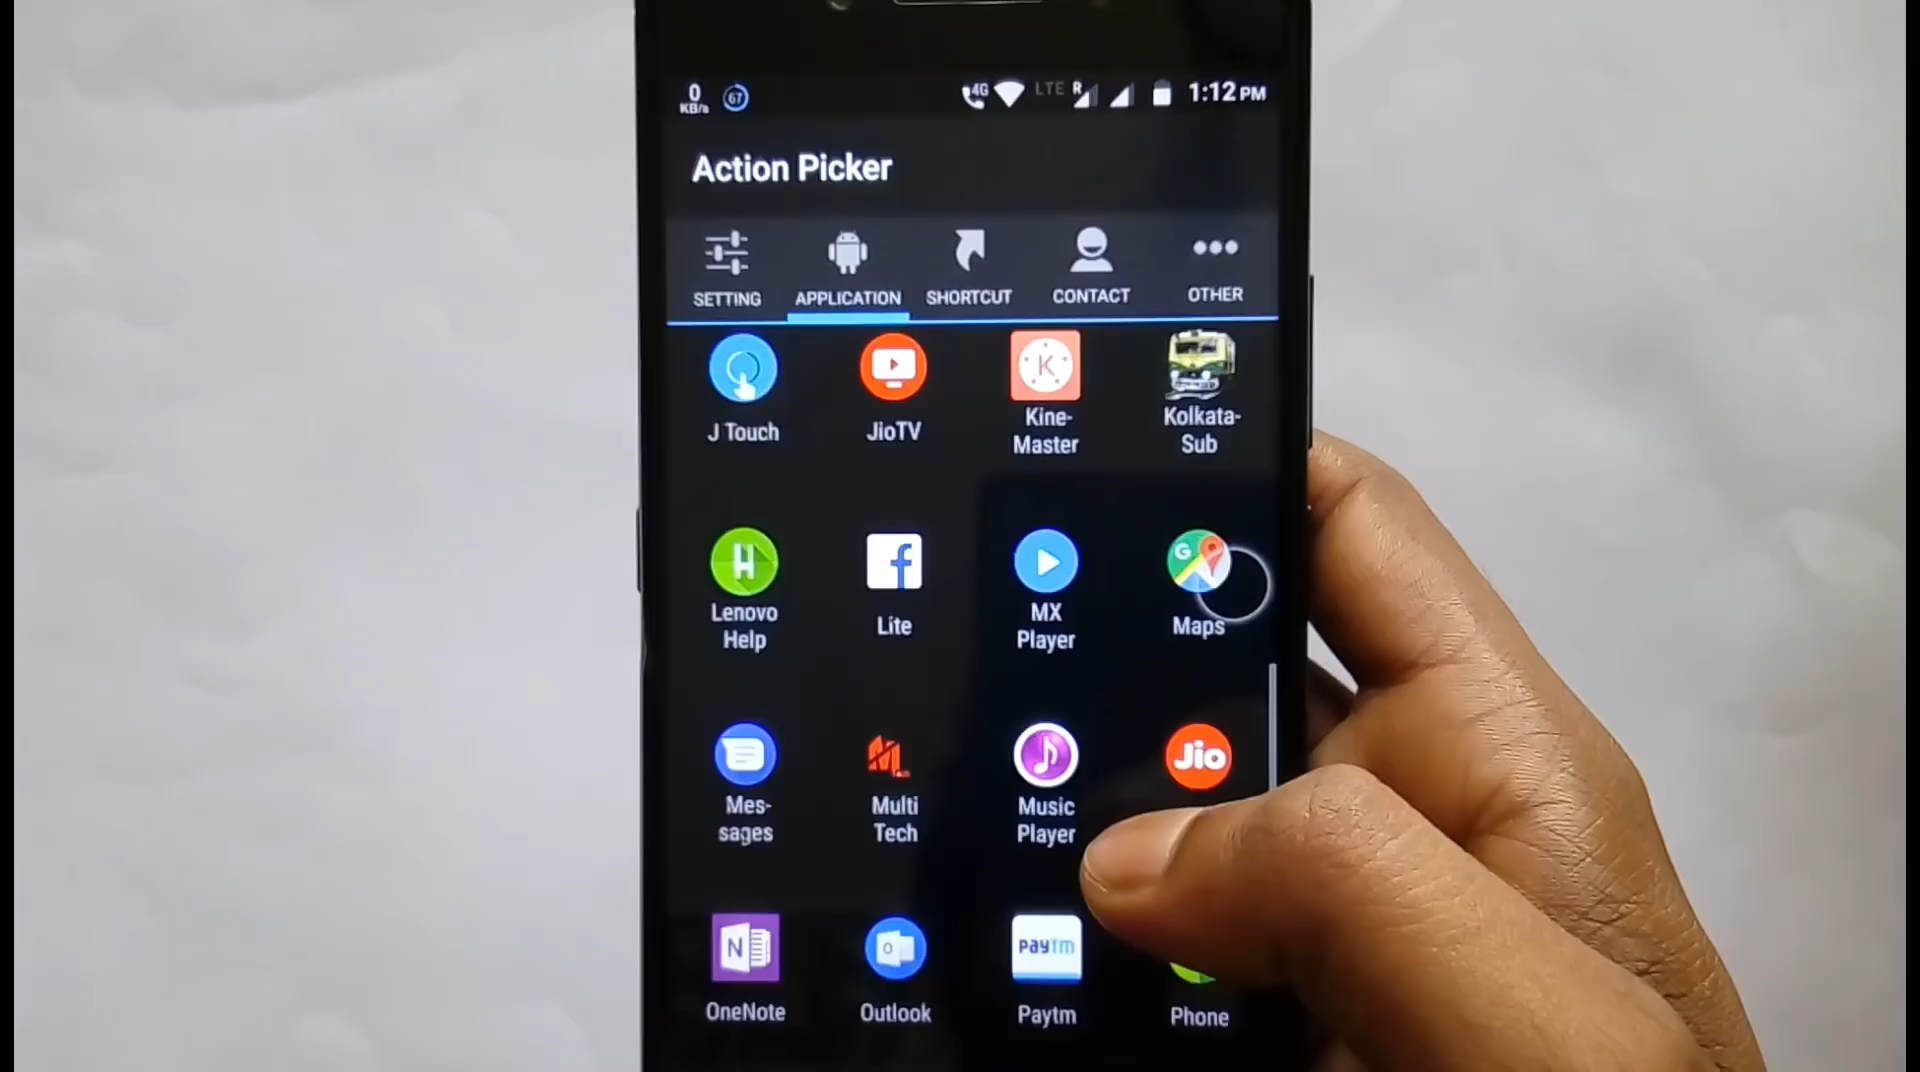 0
KB/s
67
4G
LTE
R
1:12 PM
Action Picker
SETTING
APPLICATION
SHORTCUT
CONTACT
OTHER
K
J Touch
JioTV
Kine-
Master
Kolkata-
Sub
H
f
G
Lenovo
Help
Lite
MX
Player
Maps
M
Jio
Mes-
sages
Multi
Tech
Music
Player
N
O
Paytm
OneNote
Outlook
Paytm
Phone